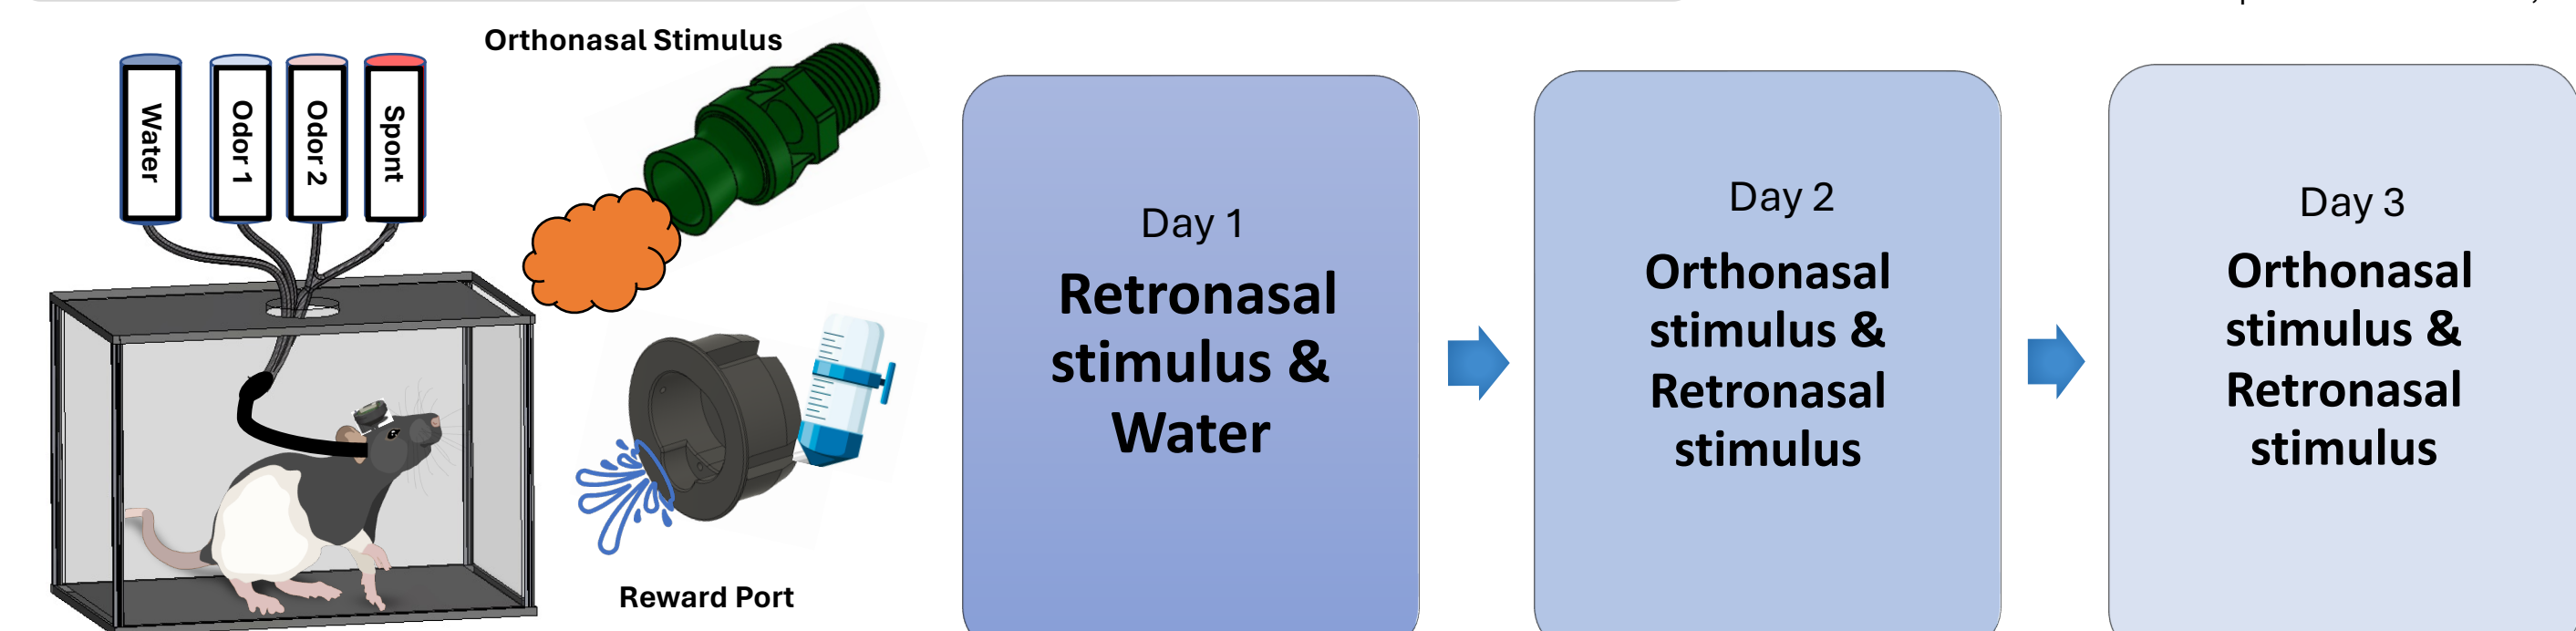 Orthonasal Stimulus
Water
Odor 1
Odor 2
Spont
Reward Port
Day 1
Retronasal
stimulus &
Water
Day 2
Orthonasal
stimulus &
Retronasal
stimulus
Day 3
Orthonasal
stimulus &
Retronasal
stimulus